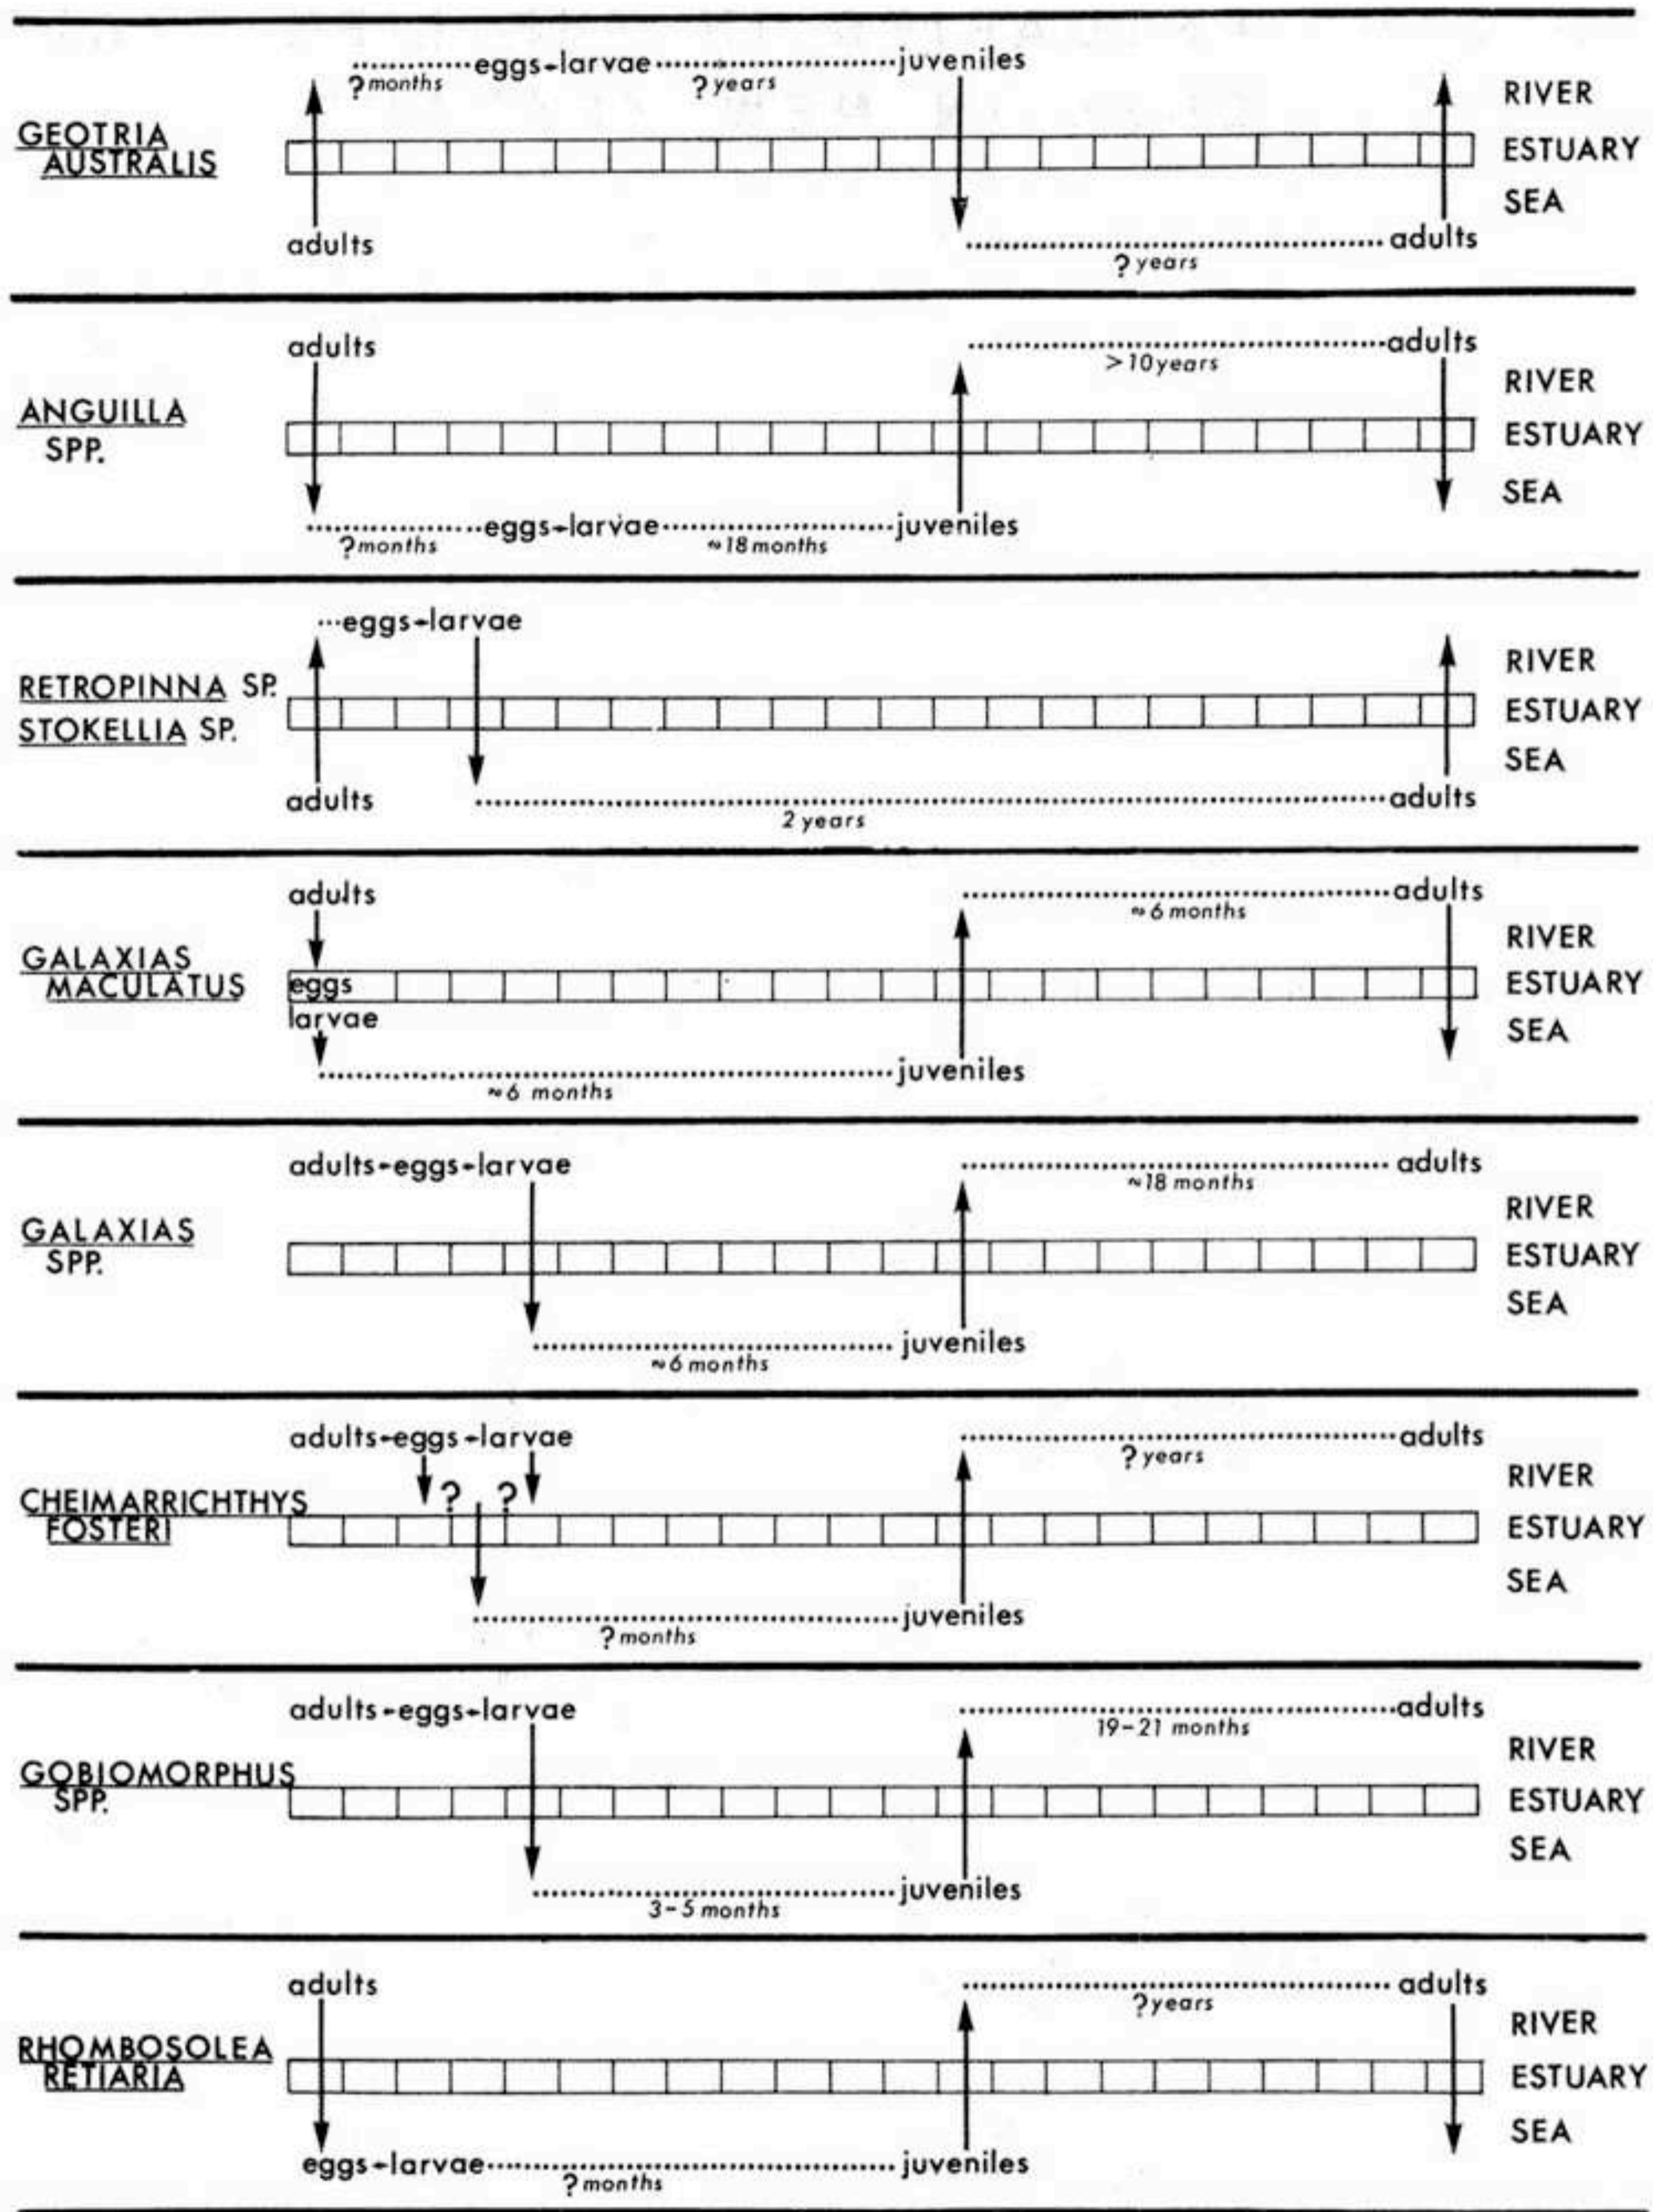 eggs-larvae juveniles
?months ?years
RIVER
GEOTRIA
AUSTRALIS
ESTUARY
SEA
adults
adults
?years
adults
adults
>10years
RIVER
ANGUILLA
SPP.
ESTUARY
SEA
eggs-larvae juveniles
?months ≈18months
eggs-larvae
RIVER
RETROPINNA SP.
STOKELLIA SP.
ESTUARY
SEA
adults
adults
2 years
adults
adults
≈6 months
RIVER
GALAXIAS
MACULATUS
eggs
ESTUARY
larvae
SEA
juveniles
≈6 months
adults-eggs-larvae
adults
≈18 months
RIVER
GALAXIAS
SPP.
ESTUARY
SEA
juveniles
≈6 months
adults-eggs-larvae
adults
?years
RIVER
? ?
CHEIMARRICHTHYS
FOSTERI
ESTUARY
SEA
juveniles
?months
adults-eggs-larvae
adults
19-21 months
RIVER
GOBIOMORPHUS
SPP.
ESTUARY
SEA
juveniles
3-5 months
adults
adults
?years
RIVER
RHOMBOSOLEA
RETIARIA
ESTUARY
SEA
eggs-larvae juveniles
?months